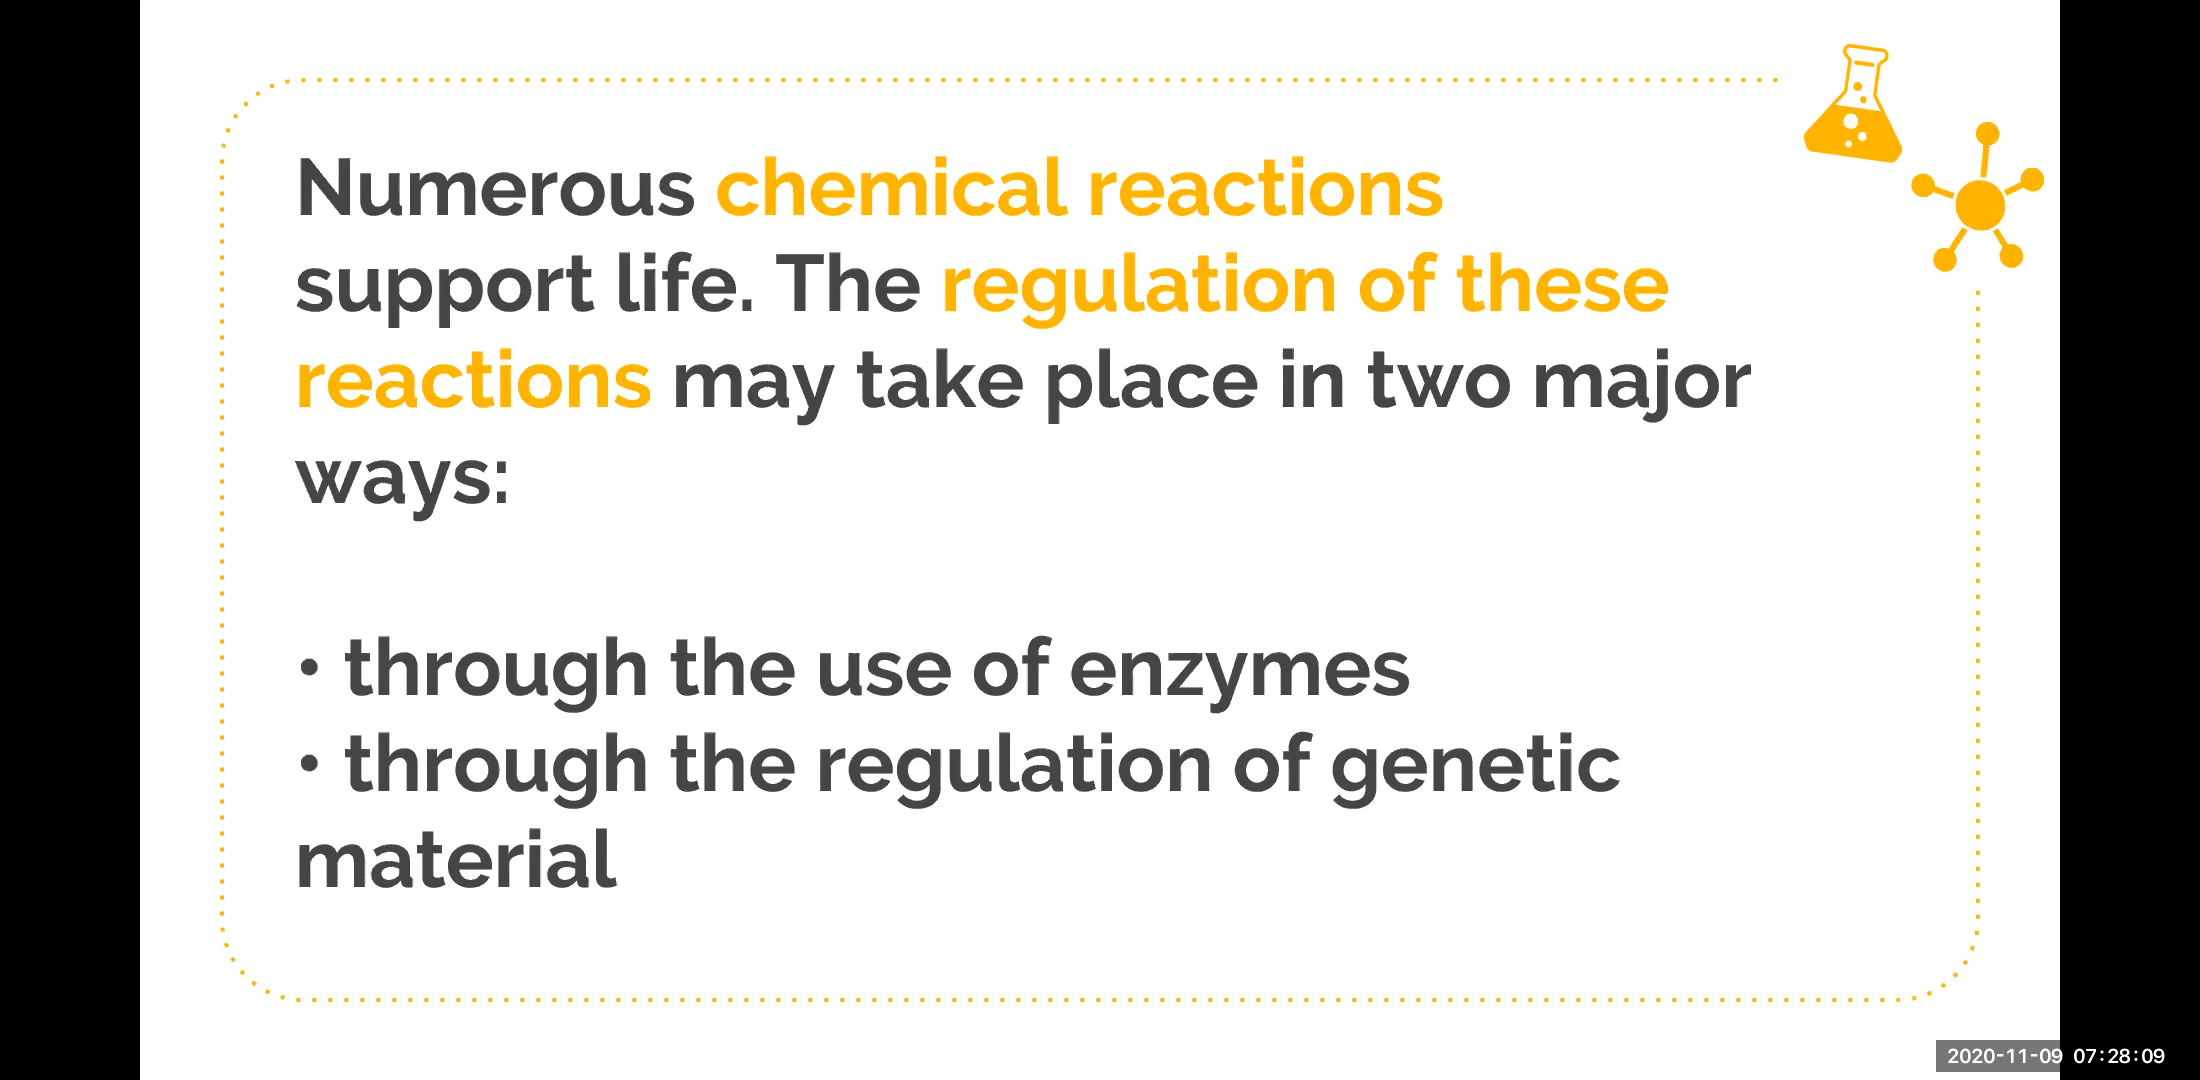 Numerous chemical reactions
support life. The regulation of these
reactions may take place in two major
ways:
• through the use of enzymes
• through the regulation of genetic
material
2020-11-09 07:28:09